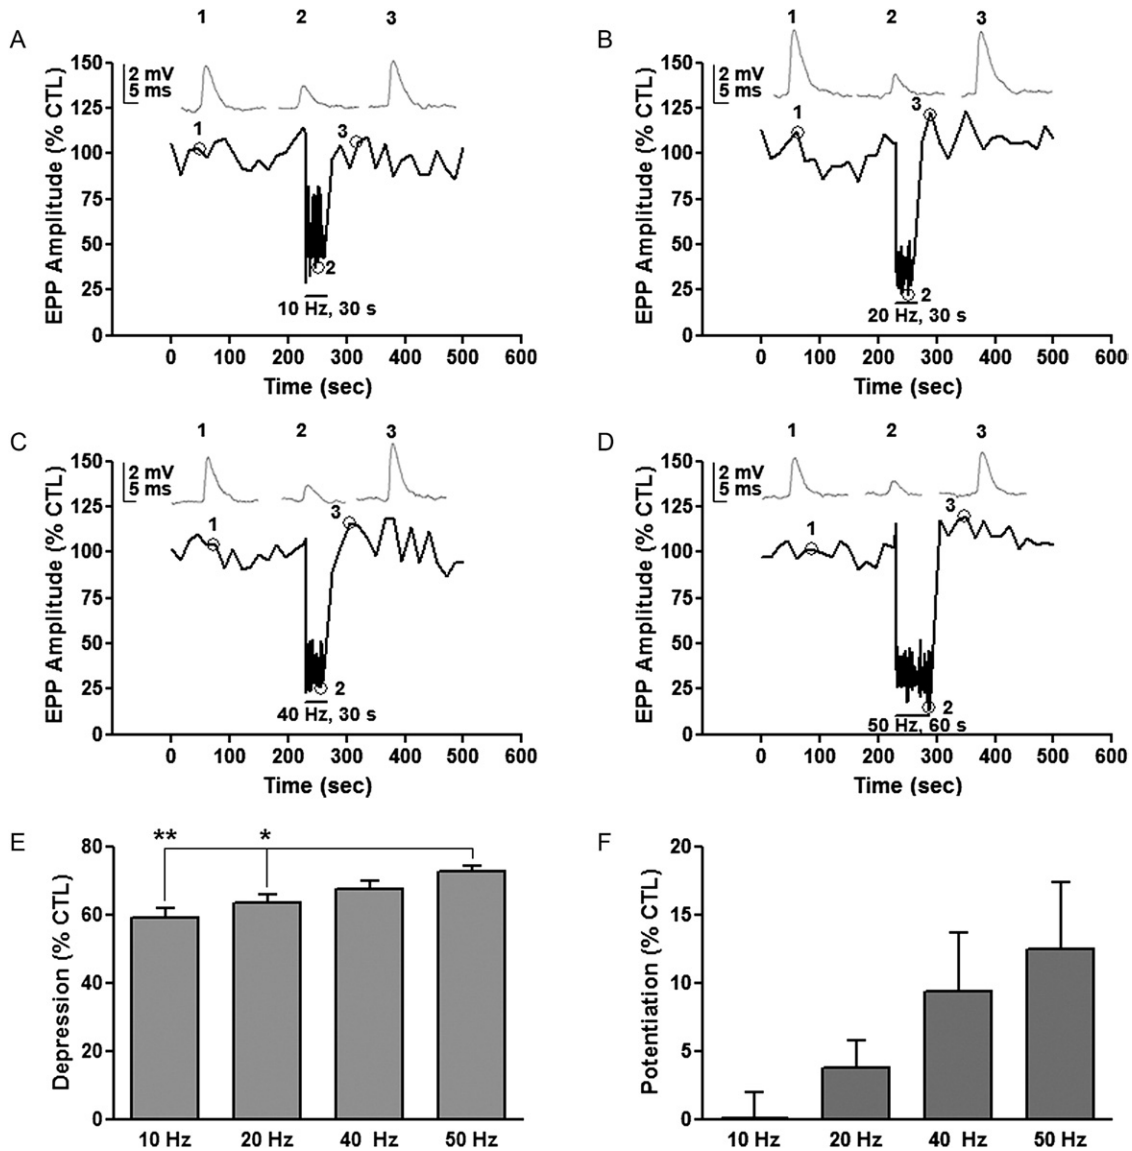 A
1 2 3
2 mV
5 ms
EPP Amplitude (% CTL)
150
125
100
75
50
25
0
1
3
2
10 Hz, 30 s
0 100 200 300 400 500 600
Time (sec)
B
1 2 3
2 mV
5 ms
EPP Amplitude (% CTL)
150
125
100
75
50
25
0
1
3
2
20 Hz, 30 s
0 100 200 300 400 500 600
Time (sec)
C
1 2 3
2 mV
5 ms
EPP Amplitude (% CTL)
150
125
100
75
50
25
0
1
3
2
40 Hz, 30 s
0 100 200 300 400 500 600
Time (sec)
D
1 2 3
2 mV
5 ms
EPP Amplitude (% CTL)
150
125
100
75
50
25
0
1
3
2
50 Hz, 60 s
0 100 200 300 400 500 600
Time (sec)
E
** *
Depression (% CTL)
80
60
40
20
0
10 Hz 20 Hz 40 Hz 50 Hz
F
Potentiation (% CTL)
20
15
10
5
0
10 Hz 20 Hz 40 Hz 50 Hz